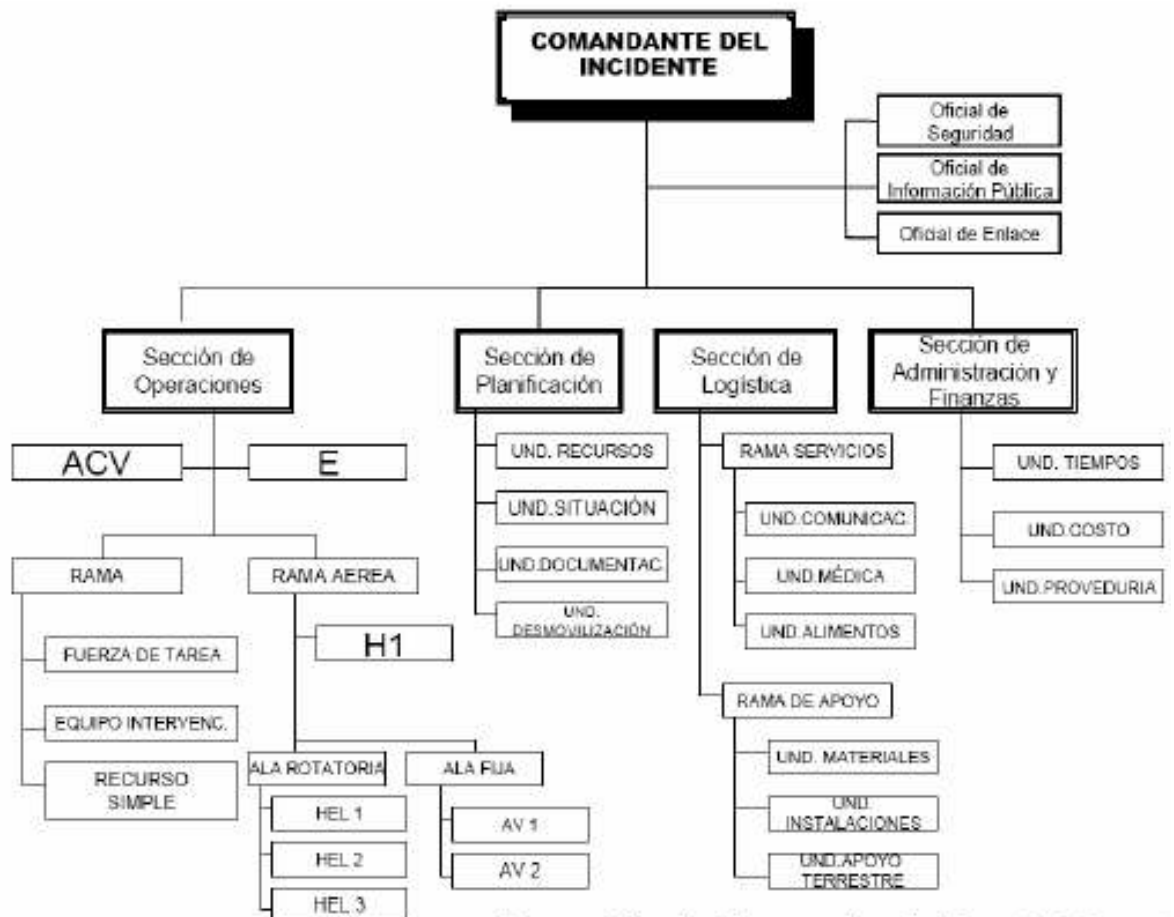 COMANDANTE DEL
INCIDENTE
Oficial de
Seguridad
Oficial de
Información Pública
Oficial de Enlace
Sección de
Operaciones
Sección de
Planificación
Sección de
Logística
Sección de
Administración y
Finanzas
ACV
E
RAMA
FUERZA DE TAREA
EQUIPO INTERVENC.
RECURSO
SIMPLE
RAMA AEREA
H1
ALA ROTATORIA
HEL 1
HEL 2
HEL 3
ALA FIJA
AV 1
AV 2
UND. RECURSOS
UND.SITUACIÓN
UND.DOCUMENTAC.
UND.
DESMOVILIZACIÓN
RAMA SERVICIOS
UND.COMUNICAC.
UND.MÉDICA
UND.ALIMENTOS
RAMA DE APOYO
UND. MATERIALES
UND.
INSTALACIONES
UND.APOYO
TERRESTRE
UND. TIEMPOS
UND.COSTO
UND.PROVEDURIA